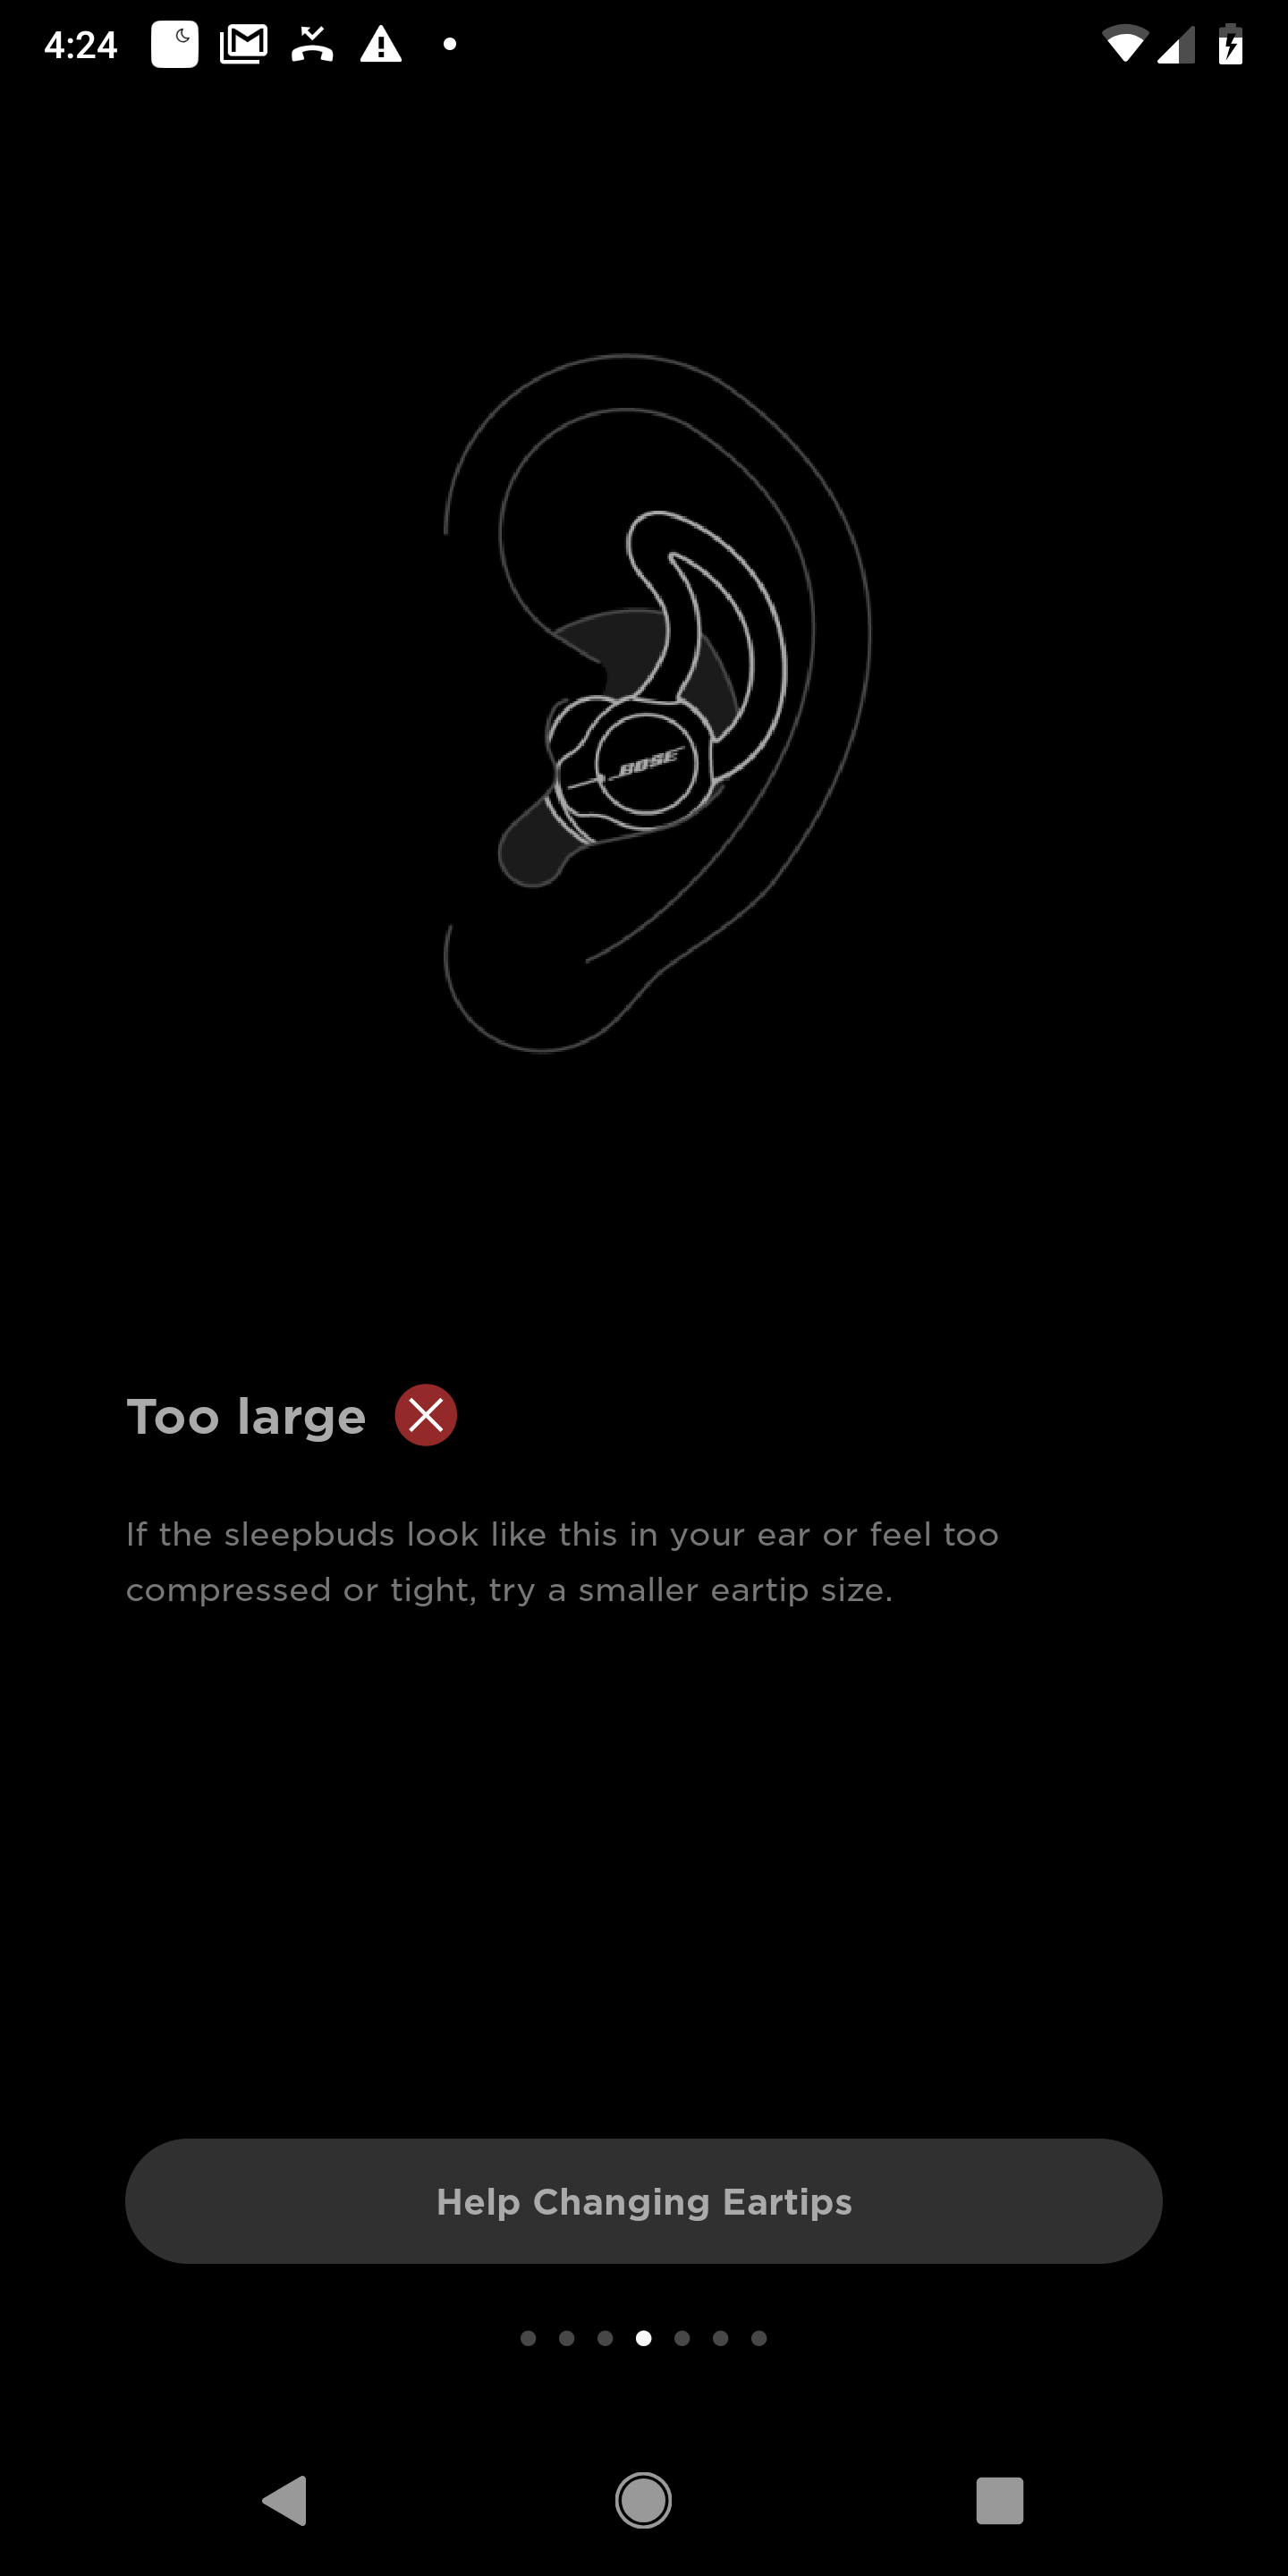 4:24
BOSE
Too large
If the sleepbuds look like this in your ear or feel too
compressed or tight, try a smaller eartip size.
Help Changing Eartips